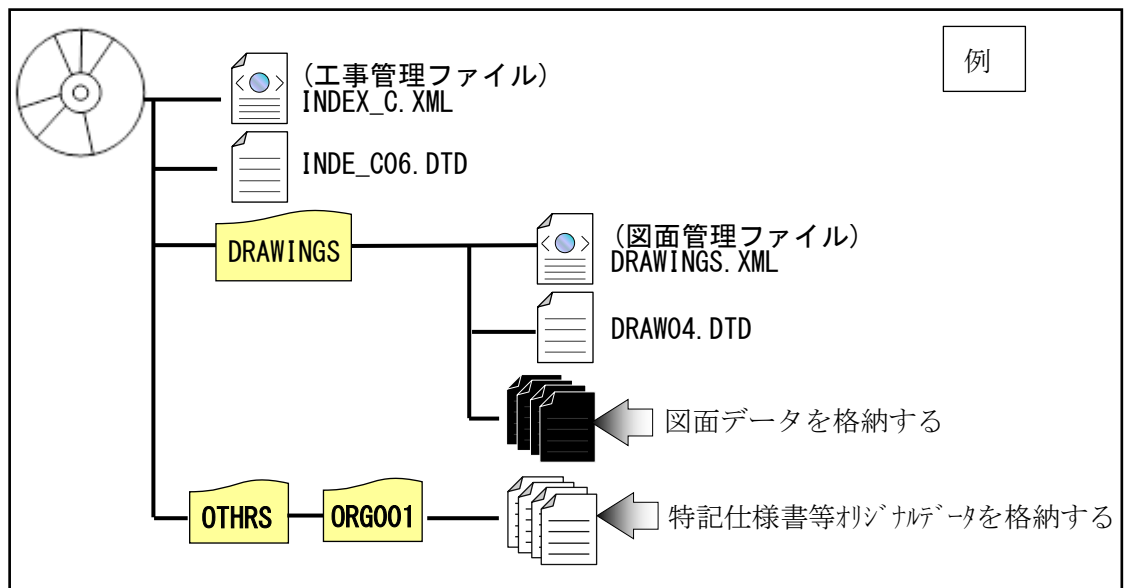 例
(工事管理ファイル)
INDEX_C.XML
INDE_C06.DTD
DRAWINGS
(図面管理ファイル)
DRAWINGS.XML
DRAW04.DTD
図面データを格納する
OTHRS
ORG001
特記仕様書等ｵﾘｼﾞﾅﾙﾃﾞｰﾀを格納する